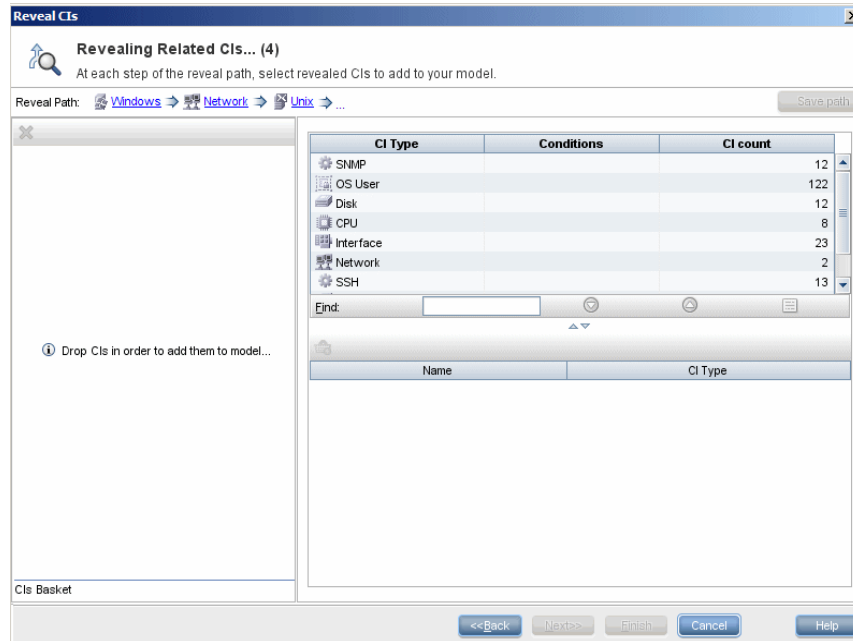 Reveal CIs
Revealing Related CIs... (4)
At each step of the reveal path, select revealed CIs to add to your model.
Reveal Path: Windows Network Unix ...
Save path
CI Type Conditions CI count
SNMP 12
OS User 122
Disk 12
CPU 8
Interface 23
Network 2
SSH 13
Find:
Drop CIs in order to add them to model...
Name CI Type
CIs Basket
<<Back Next>> Finish Cancel Help